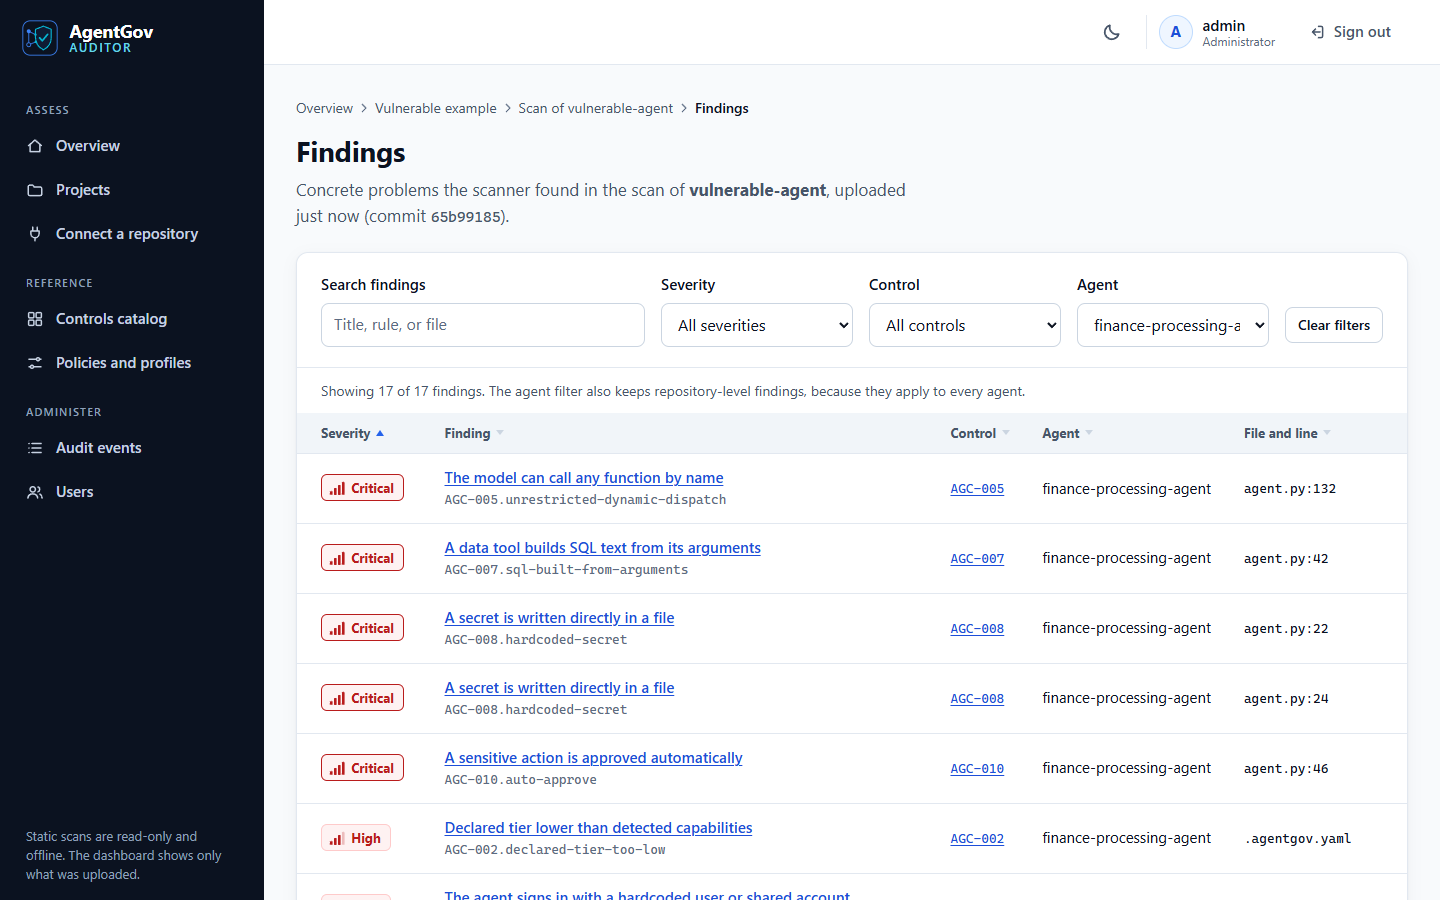 AgentGov
AUDITOR
ASSESS
Overview
Projects
Connect a repository
REFERENCE
Controls catalog
Policies and profiles
ADMINISTER
Audit events
Users
Static scans are read-only and
offline. The dashboard shows only
what was uploaded.
A
admin
Administrator
Sign out
Overview > Vulnerable example > Scan of vulnerable-agent > Findings
Findings
Concrete problems the scanner found in the scan of vulnerable-agent, uploaded
just now (commit 65b99185).
Search findings Severity Control Agent
Title, rule, or file All severities All controls finance-processing-a Clear filters
Showing 17 of 17 findings. The agent filter also keeps repository-level findings, because they apply to every agent.
Severity Finding Control Agent File and line
Critical The model can call any function by name AGC-005 finance-processing-agent agent.py:132
AGC-005.unrestricted-dynamic-dispatch
Critical A data tool builds SQL text from its arguments AGC-007 finance-processing-agent agent.py:42
AGC-007.sql-built-from-arguments
Critical A secret is written directly in a file AGC-008 finance-processing-agent agent.py:22
AGC-008.hardcoded-secret
Critical A secret is written directly in a file AGC-008 finance-processing-agent agent.py:24
AGC-008.hardcoded-secret
Critical A sensitive action is approved automatically AGC-010 finance-processing-agent agent.py:46
AGC-010.auto-approve
High Declared tier lower than detected capabilities AGC-002 finance-processing-agent .agentgov.yaml
AGC-002.declared-tier-too-low
The agent signs in with a hardcoded user or shared account